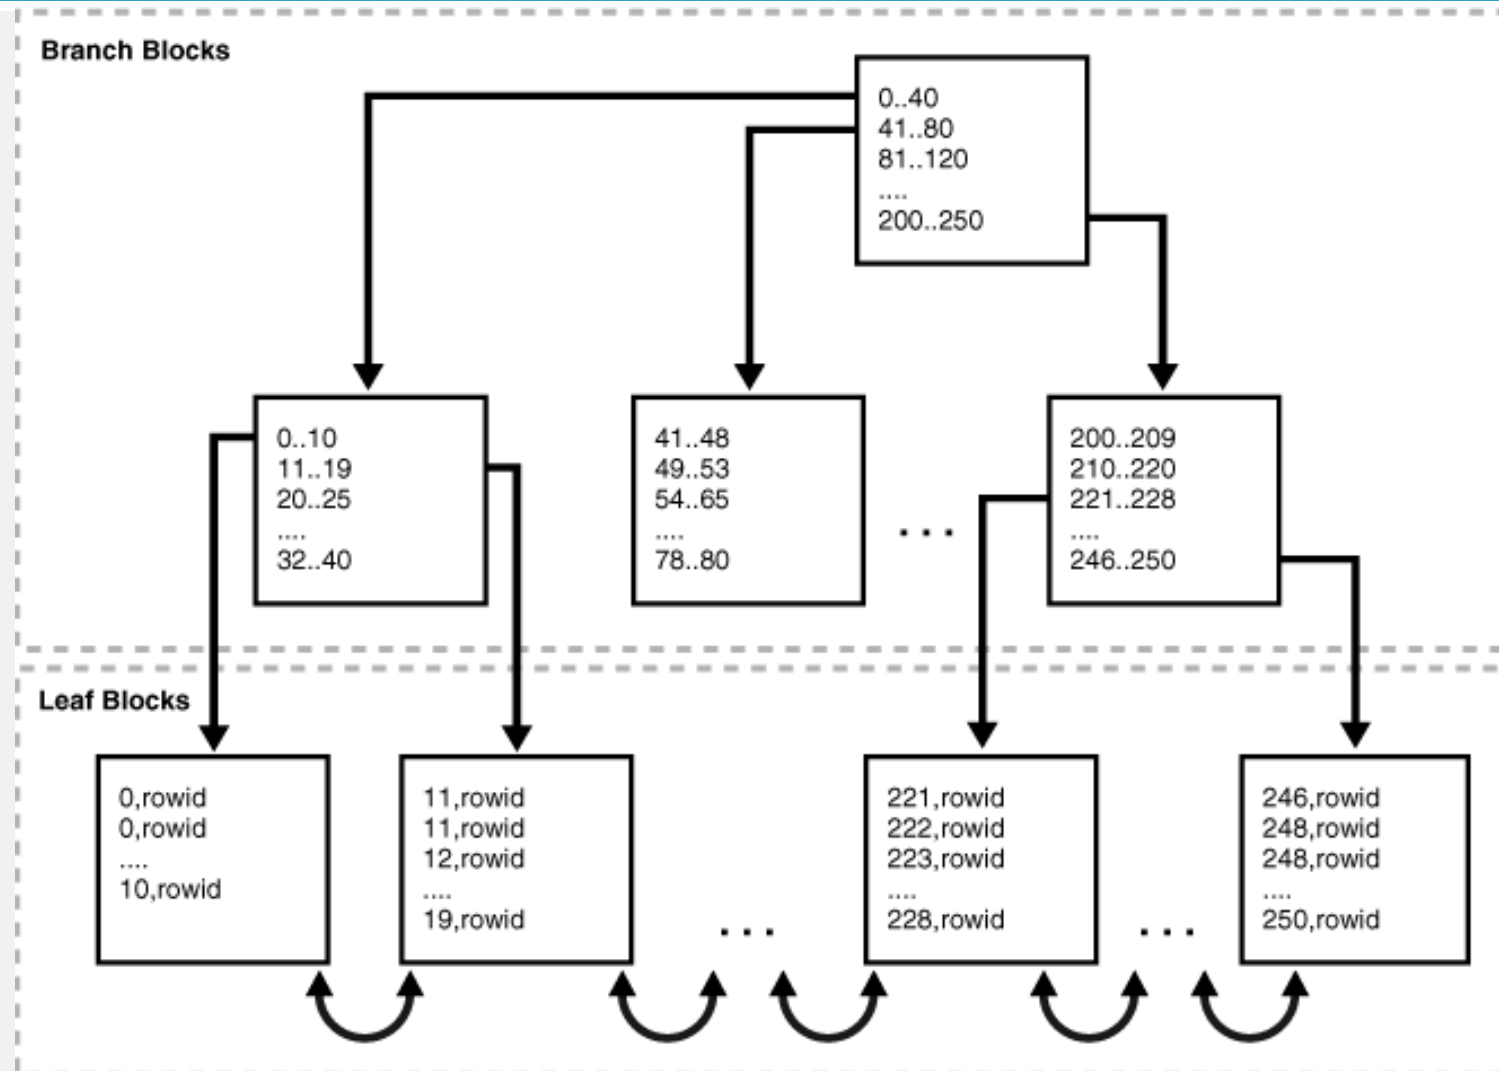 Branch Blocks
0..40
41..80
81..120
....
200..250
0..10
11..19
20..25
....
32..40
41..48
49..53
54..65
....
78..80
...
200..209
210..220
221..228
....
246..250
Leaf Blocks
0,rowid
0,rowid
....
10,rowid
11,rowid
11,rowid
12,rowid
....
19,rowid
...
221,rowid
222,rowid
223,rowid
....
228,rowid
...
246,rowid
248,rowid
248,rowid
....
250,rowid